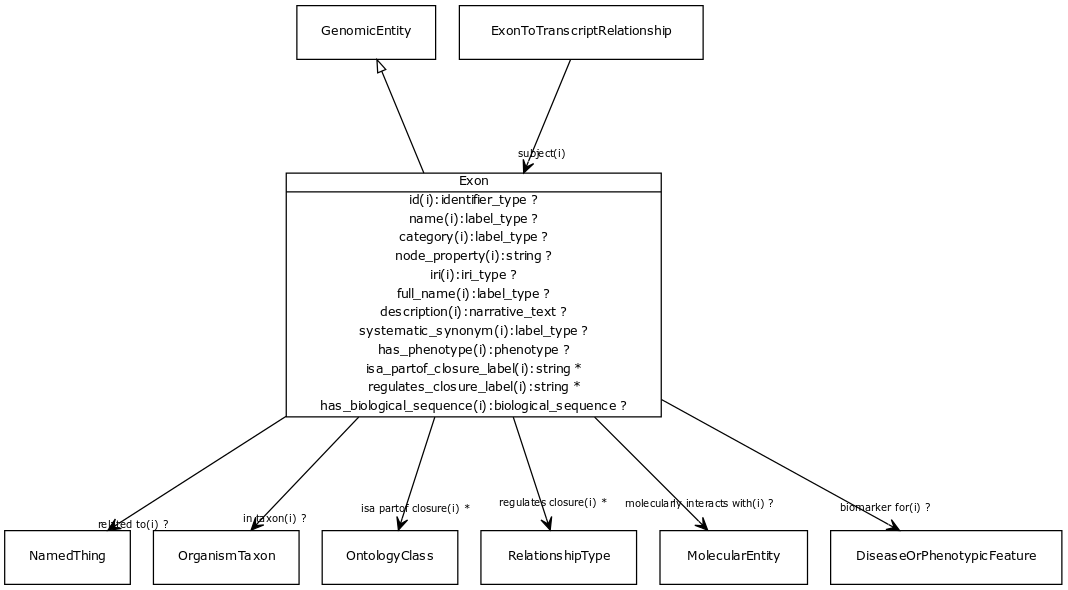 GenomicEntity
ExonToTranscriptRelationship
subject(i)
Exon
id(i):identifier_type ?
name(i):label_type ?
category(i):label_type ?
node_property(i):string ?
iri(i):iri_type ?
full_name(i):label_type ?
description(i):narrative_text ?
systematic_synonym(i):label_type ?
has_phenotype(i):phenotype ?
isa_partof_closure_label(i):string *
regulates_closure_label(i):string *
has_biological_sequence(i):biological_sequence ?
related to(i) ?
in taxon(i) ?
isa partof closure(i) *
regulates closure(i) *
molecularly interacts with(i) ?
biomarker for(i) ?
NamedThing
OrganismTaxon
OntologyClass
RelationshipType
MolecularEntity
DiseaseOrPhenotypicFeature